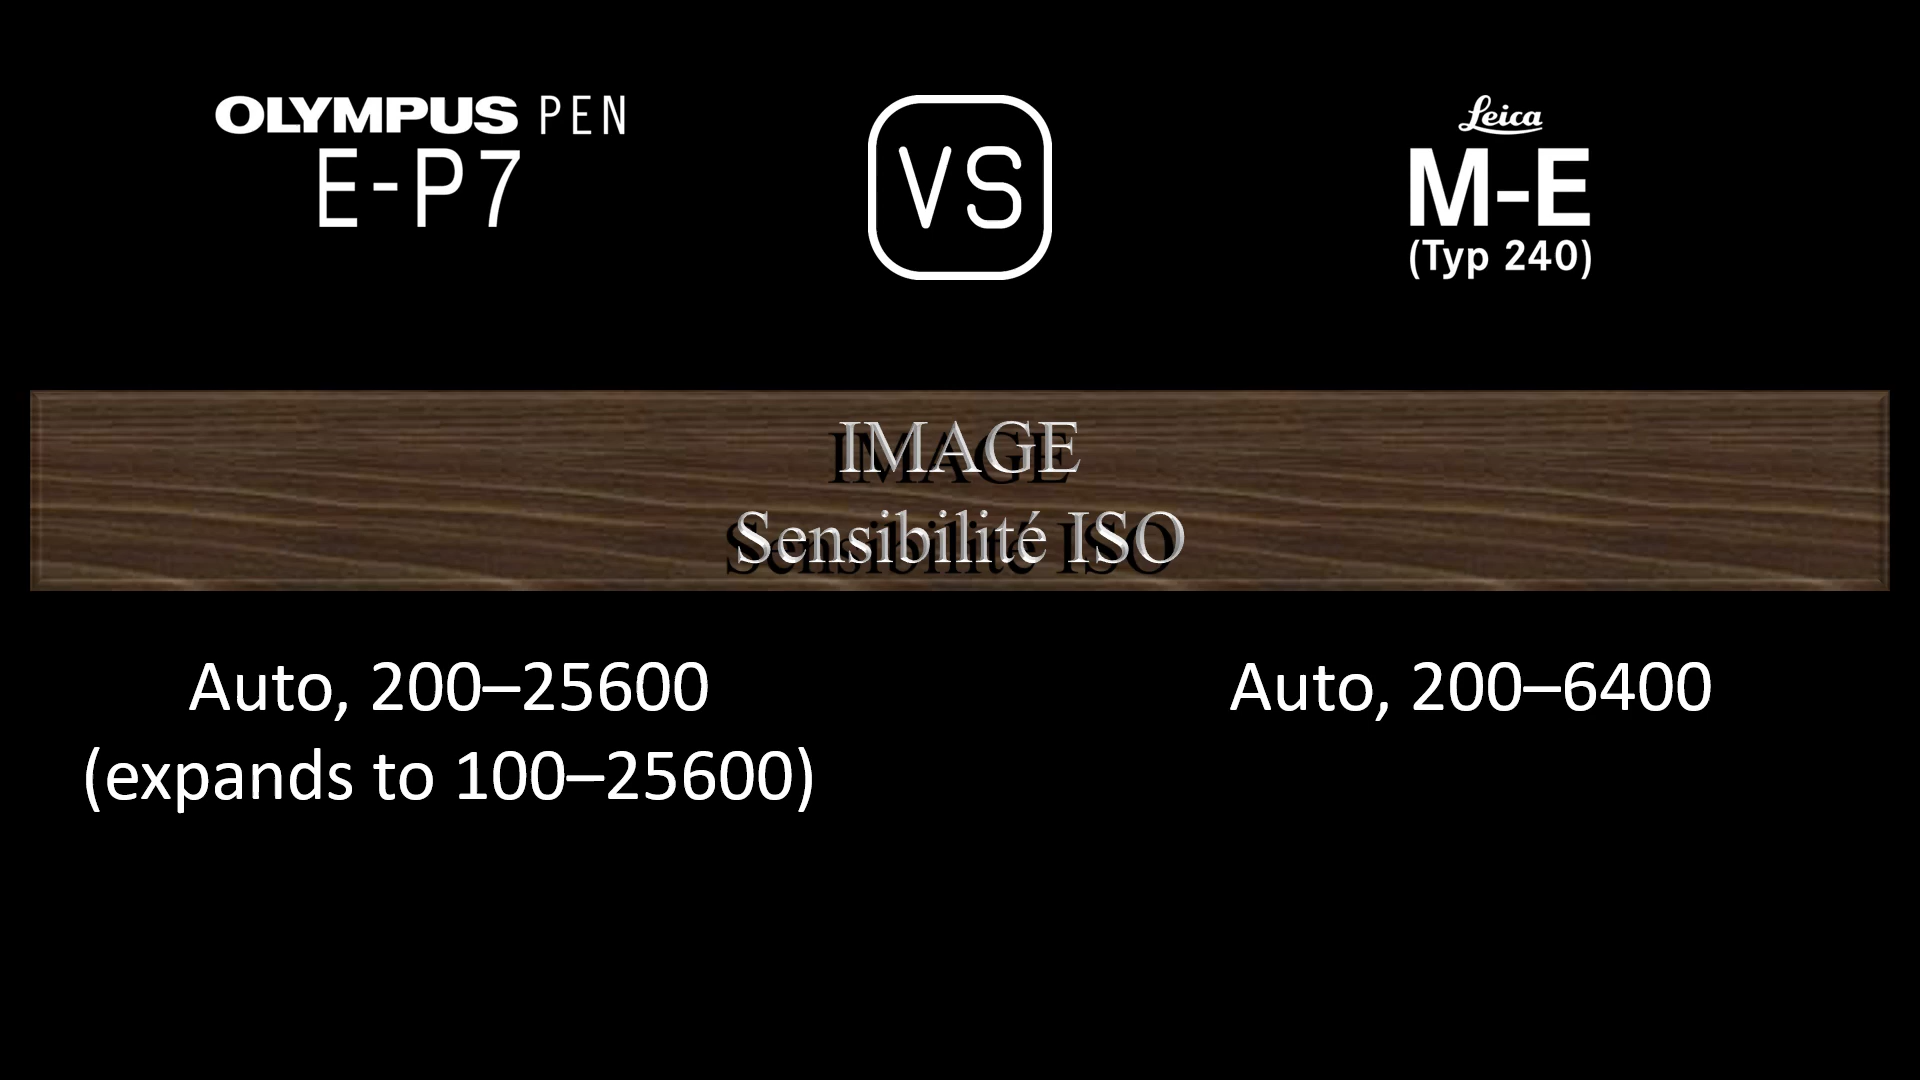 OLYMPUS PEN
E-P7
VS
Leica
M-E
(Typ 240)
IMAGE
Sensibilité ISO
Auto, 200–25600
(expands to 100–25600)
Auto, 200–6400